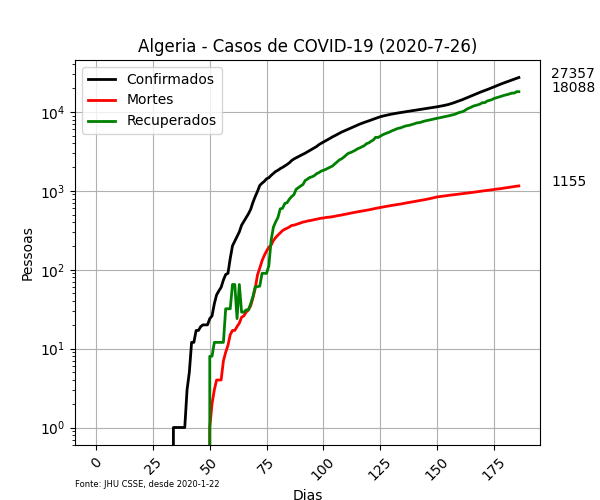 Algeria - Casos de COVID-19 (2020-7-26)
Confirmados
Mortes
Recuperados
27357
18088
1155
Pessoas
10⁴
10³
10²
10¹
10⁰
0 25 50 75 100 125 150 175
Fonte: JHU CSSE, desde 2020-1-22
Dias